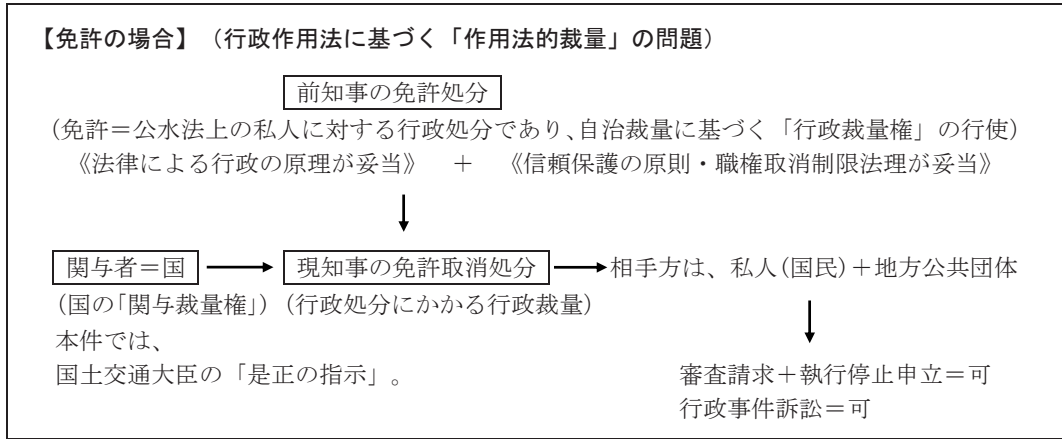 【免許の場合】（行政作用法に基づく「作用法的裁量」の問題）
前知事の免許処分
（免許＝公水法上の私人に対する行政処分であり、自治裁量に基づく「行政裁量権」の行使）
《法律による行政の原理が妥当》　＋　《信頼保護の原則・職権取消制限法理が妥当》
関与者＝国　現知事の免許取消処分　相手方は、私人（国民）＋地方公共団体
（国の「関与裁量権」）（行政処分にかかる行政裁量）
本件では、
国土交通大臣の「是正の指示」。
審査請求＋執行停止申立＝可
行政事件訴訟＝可